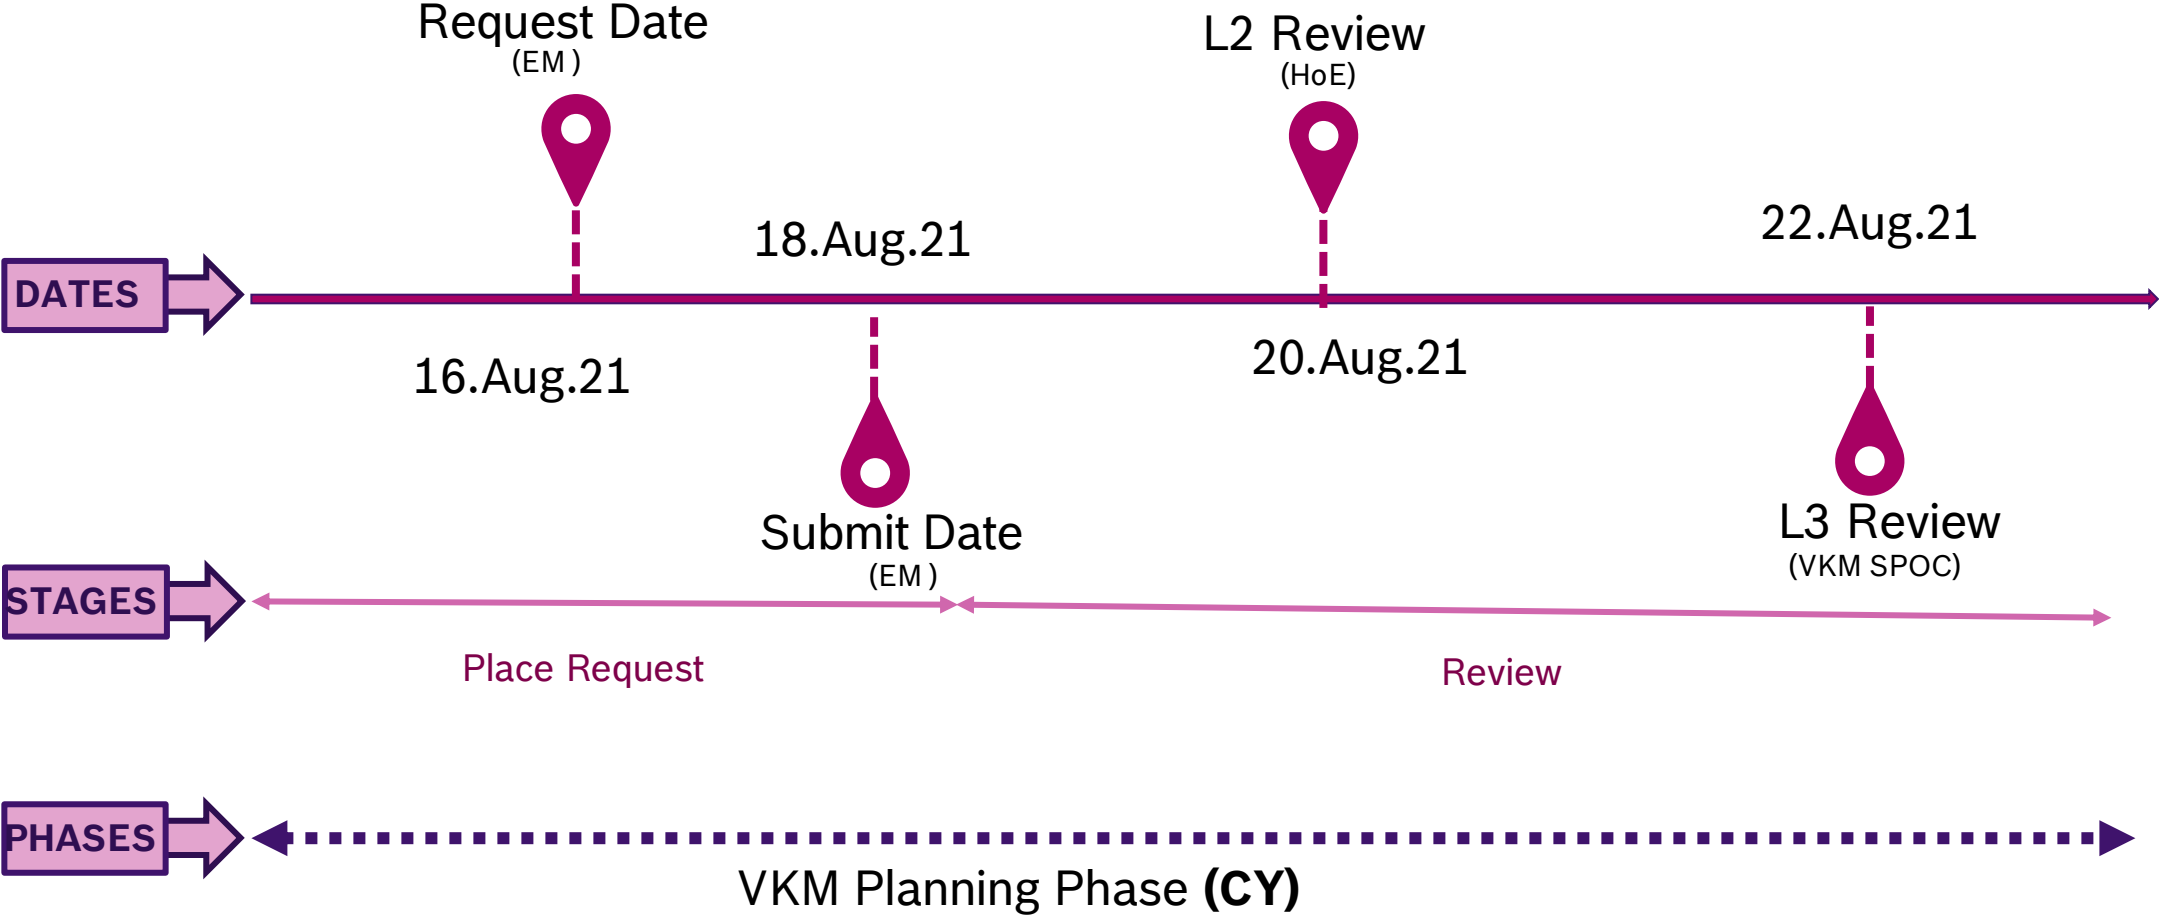 Request Date
(EM )
L2 Review
(HoE)
18.Aug.21
22.Aug.21
DATES
16.Aug.21
20.Aug.21
Submit Date
(EM )
L3 Review
(VKM SPOC)
STAGES
Place Request
Review
PHASES
VKM Planning Phase (CY)